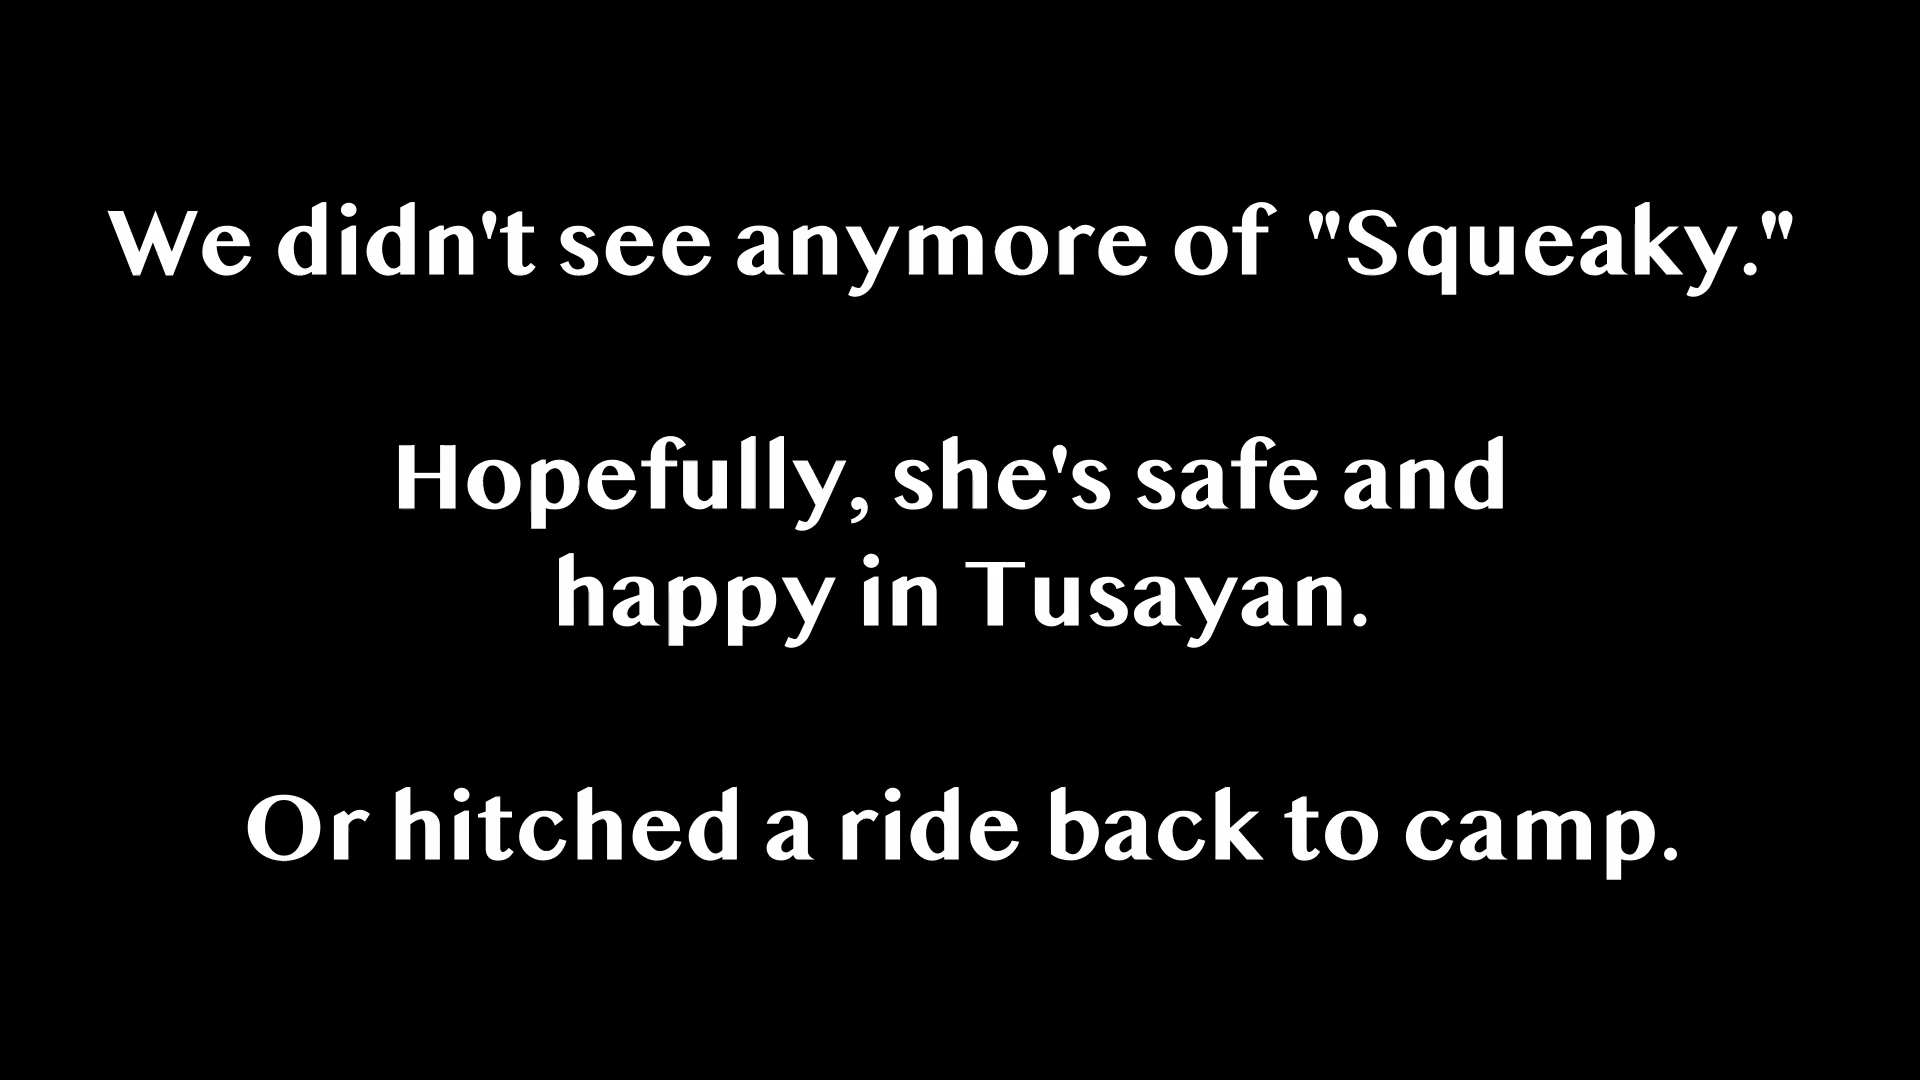 We didn't see anymore of "Squeaky."
Hopefully, she's safe and
happy in Tusayan.
Or hitched a ride back to camp.